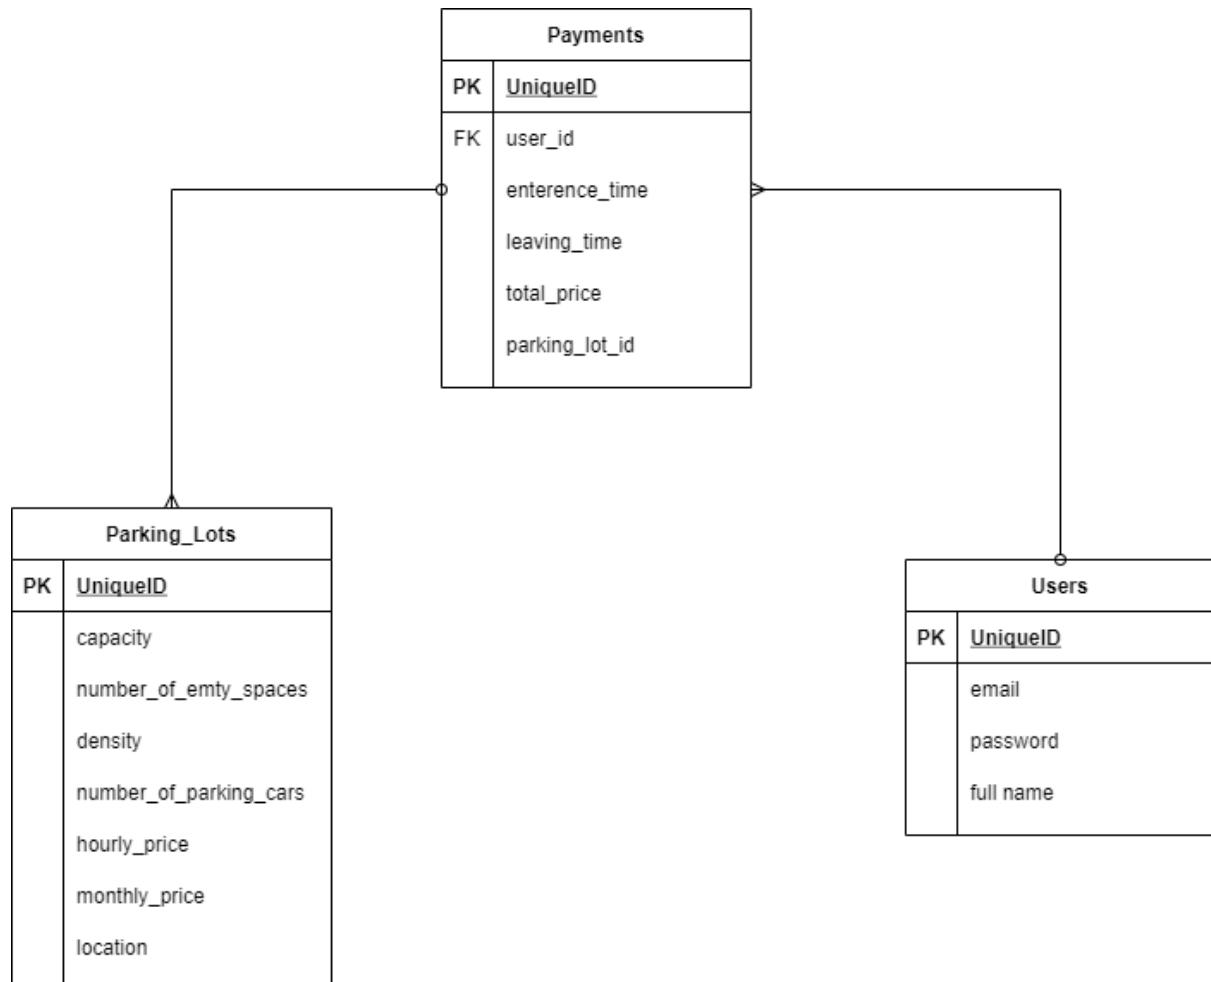 Payments
PK UniqueID
FK user_id
enterence_time
leaving_time
total_price
parking_lot_id
Parking_Lots
PK UniqueID
capacity
number_of_emty_spaces
density
number_of_parking_cars
hourly_price
monthly_price
location
Users
PK UniqueID
email
password
full name